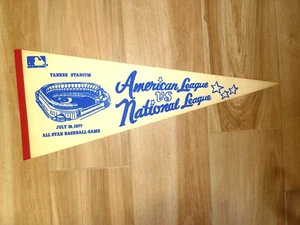 YANKEE STADIUM
JULY 19, 1977
ALL STAR BASEBALL GAME
American League
VS
National League